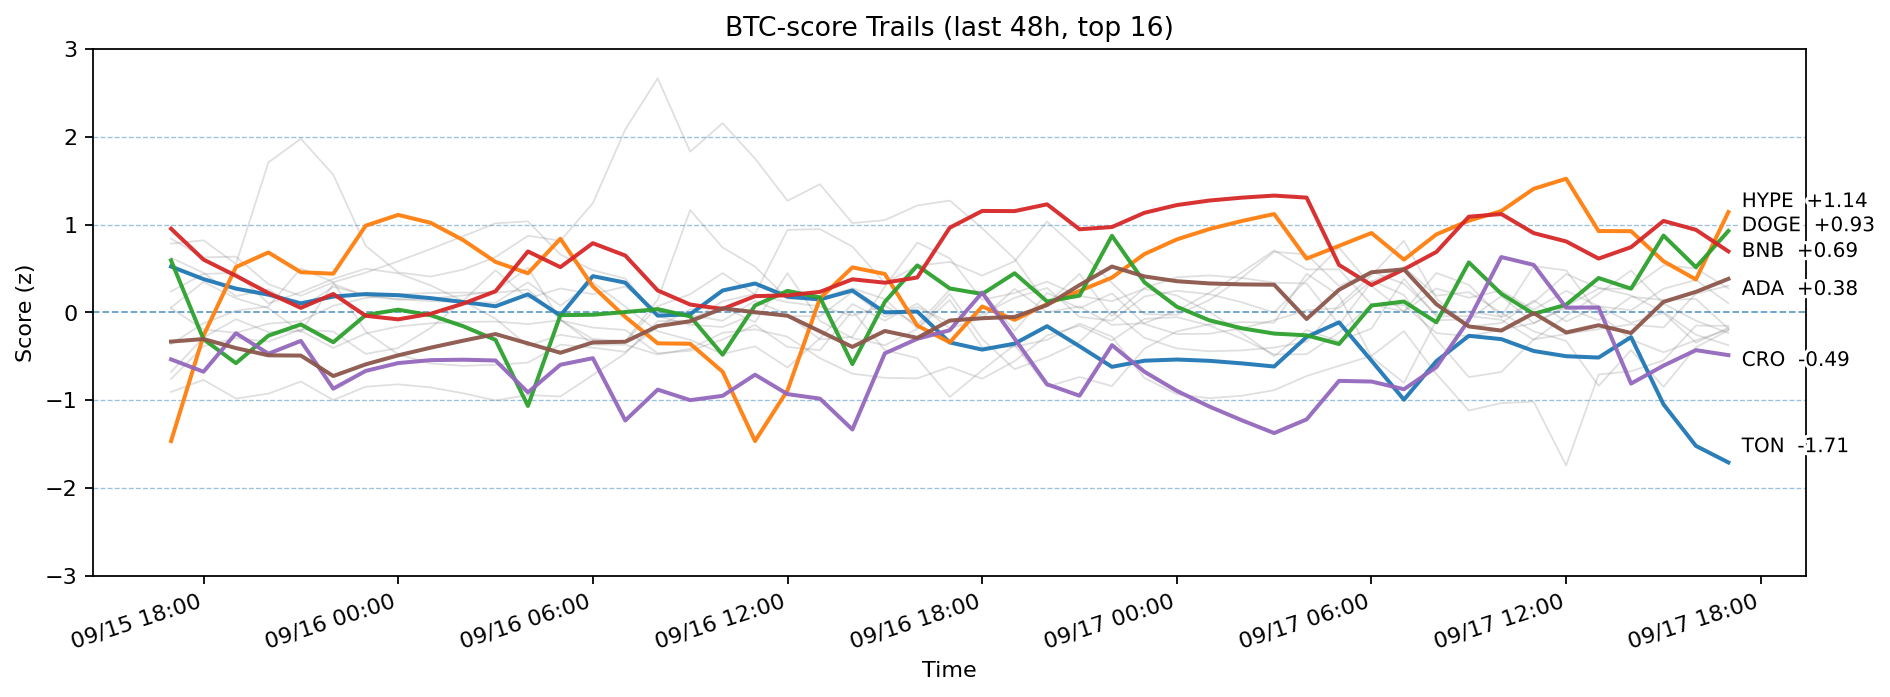 BTC-score Trails (last 48h, top 16)
Score (z)
3
2
1
0
−1
−2
−3
HYPE +1.14
DOGE +0.93
BNB +0.69
ADA +0.38
CRO -0.49
TON -1.71
09/15 18:00
09/16 00:00
09/16 06:00
09/16 12:00
09/16 18:00
09/17 00:00
09/17 06:00
09/17 12:00
09/17 18:00
Time